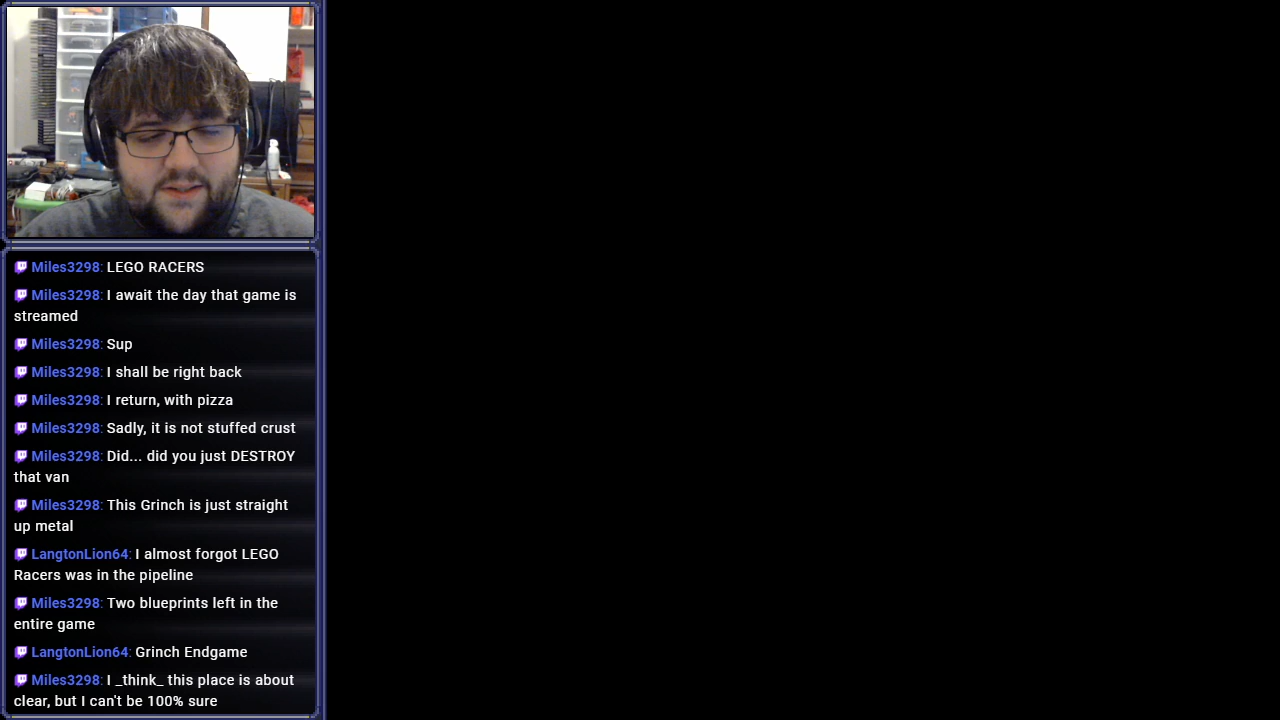 Miles3298: LEGO RACERS
Miles3298: I await the day that game is
streamed
Miles3298: Sup
Miles3298: I shall be right back
Miles3298: I return, with pizza
Miles3298: Sadly, it is not stuffed crust
Miles3298: Did... did you just DESTROY
that van
Miles3298: This Grinch is just straight
up metal
LangtonLion64: I almost forgot LEGO
Racers was in the pipeline
Miles3298: Two blueprints left in the
entire game
LangtonLion64: Grinch Endgame
Miles3298: I _think_ this place is about
clear, but I can't be 100% sure